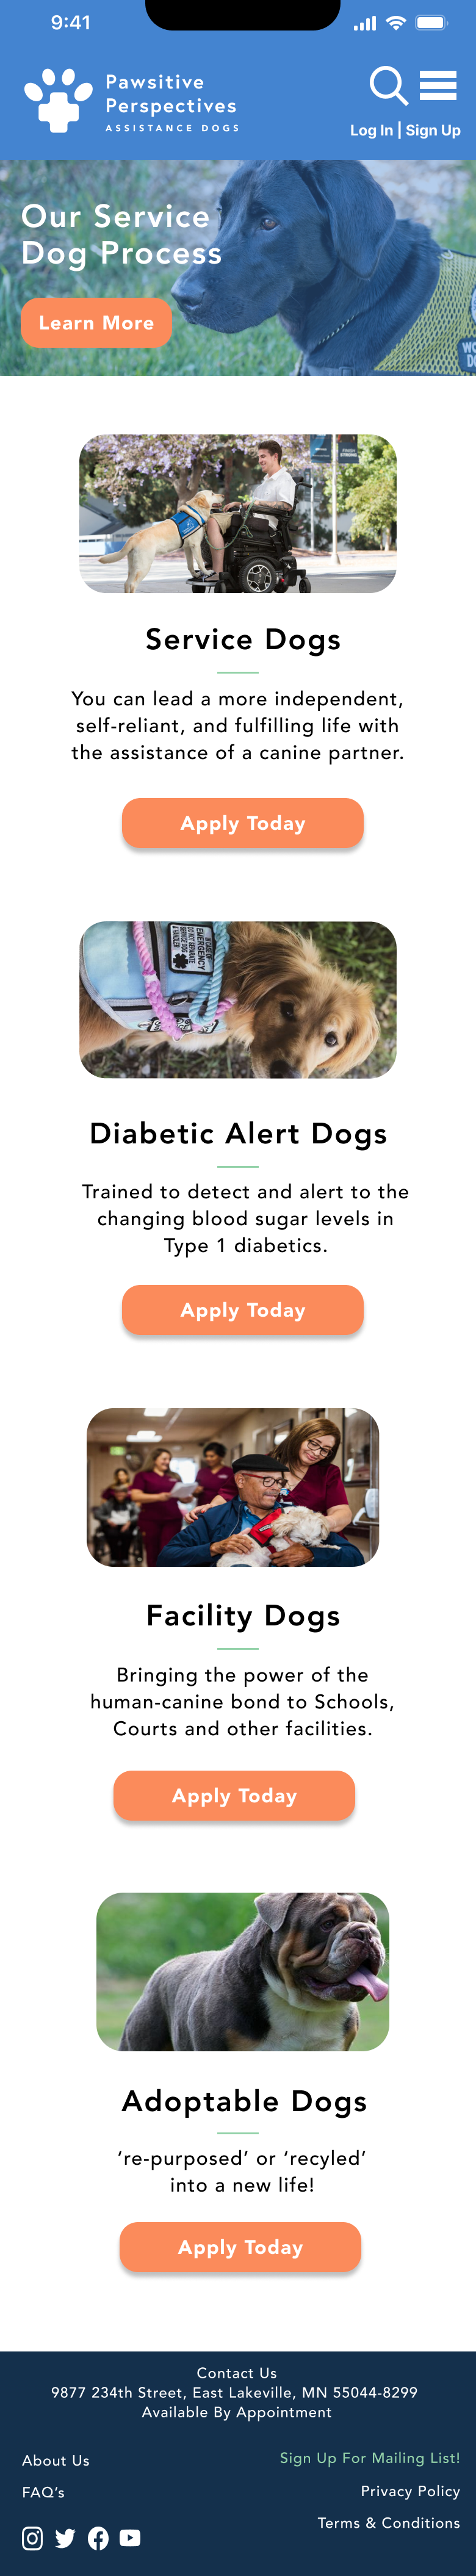 9:41
Pawsitive
Perspectives
ASSISTANCE DOGS
Log In | Sign Up
Our Service
Dog Process
Learn More
Service Dogs
You can lead a more independent,
self-reliant, and fulfilling life with
the assistance of a canine partner.
Apply Today
EMERGENCY
Diabetic Alert Dogs
Trained to detect and alert to the
changing blood sugar levels in
Type 1 diabetics.
Apply Today
Facility Dogs
Bringing the power of the
human-canine bond to Schools,
Courts and other facilities.
Apply Today
Adoptable Dogs
‘re-purposed’ or ‘recyled’
into a new life!
Apply Today
Contact Us
9877 234th Street, East Lakeville, MN 55044-8299
Available By Appointment
About Us
Sign Up For Mailing List!
FAQ’s
Privacy Policy
Terms & Conditions